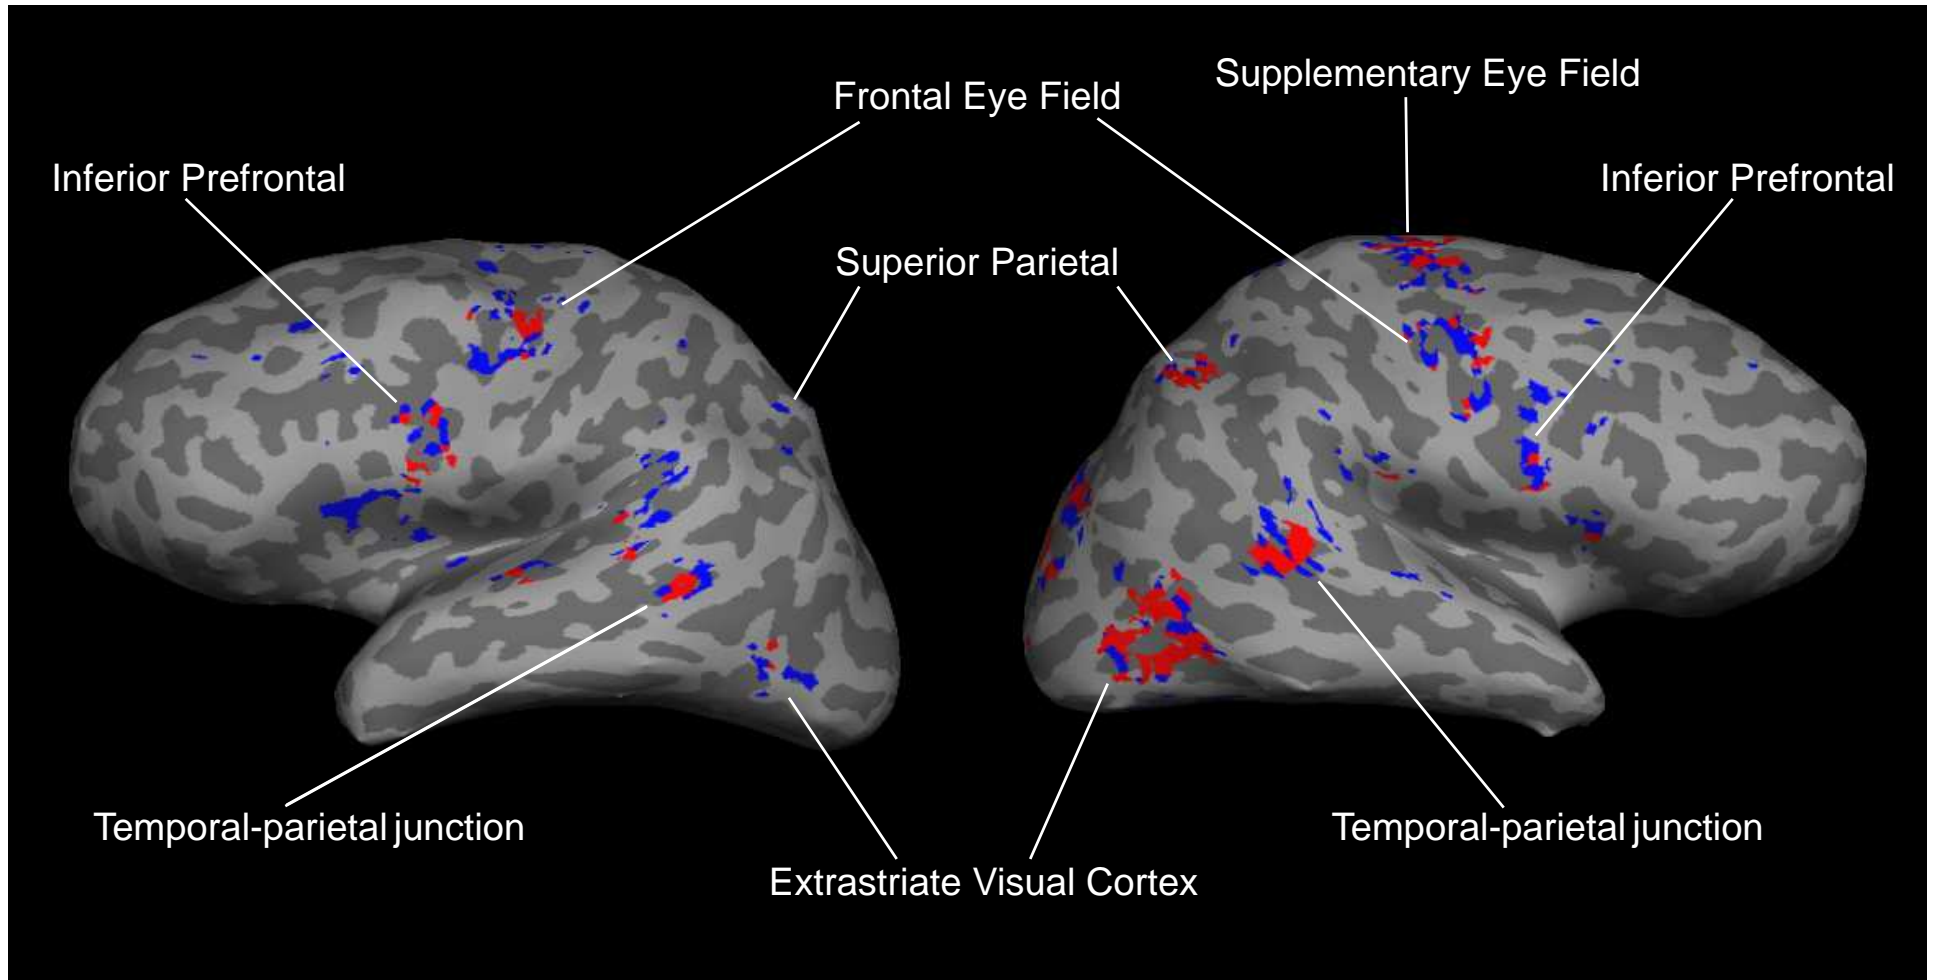 Supplementary Eye Field
Frontal Eye Field
Inferior Prefrontal
Inferior Prefrontal
Superior Parietal
Temporal-parietal junction
Temporal-parietal junction
Extrastriate Visual Cortex